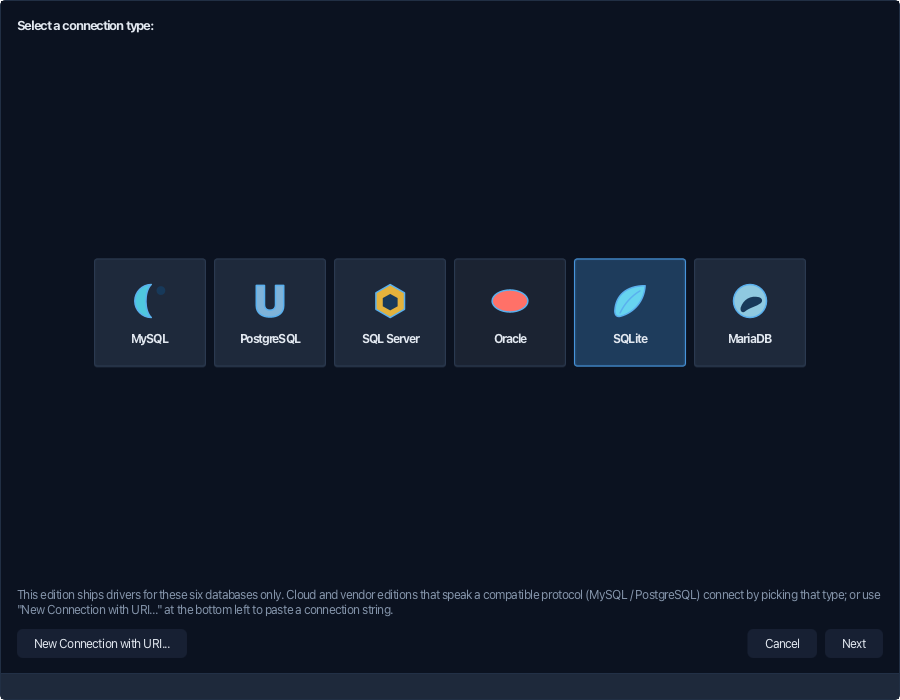 Select a connection type:
MySQL
PostgreSQL
SQL Server
Oracle
SQLite
MariaDB
This edition ships drivers for these six databases only. Cloud and vendor editions that speak a compatible protocol (MySQL / PostgreSQL) connect by picking that type; or use
"New Connection with URI..." at the bottom left to paste a connection string.
New Connection with URI...
Cancel
Next